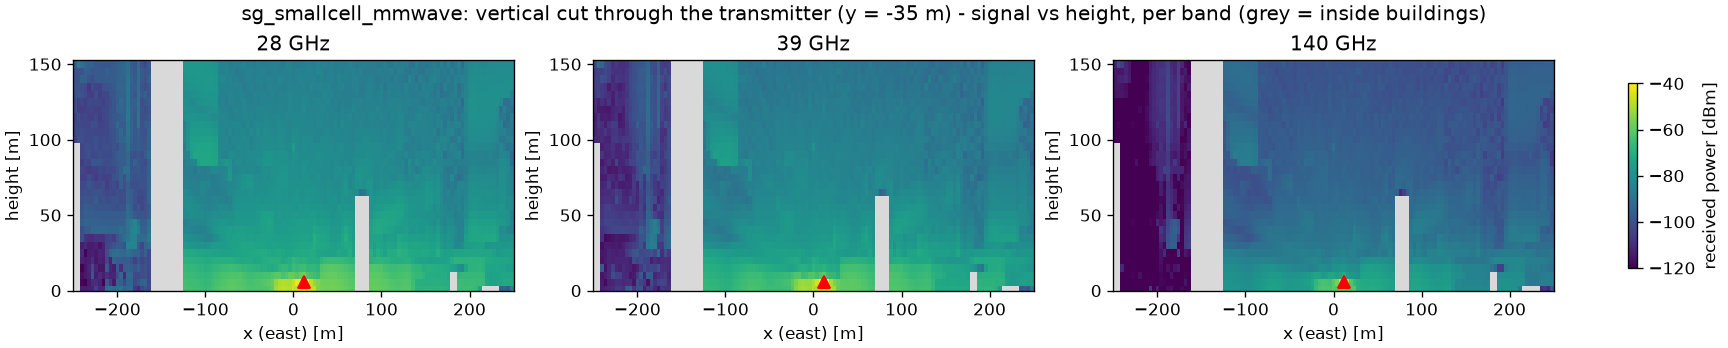 sg_smallcell_mmwave: vertical cut through the transmitter (y = -35 m) - signal vs height, per band (grey = inside buildings)
28 GHz
39 GHz
140 GHz
150
100
50
0
height [m]
−200
−100
0
100
200
x (east) [m]
150
100
50
0
height [m]
−200
−100
0
100
200
x (east) [m]
150
100
50
0
height [m]
−200
−100
0
100
200
x (east) [m]
−40
−60
−80
−100
−120
received power [dBm]